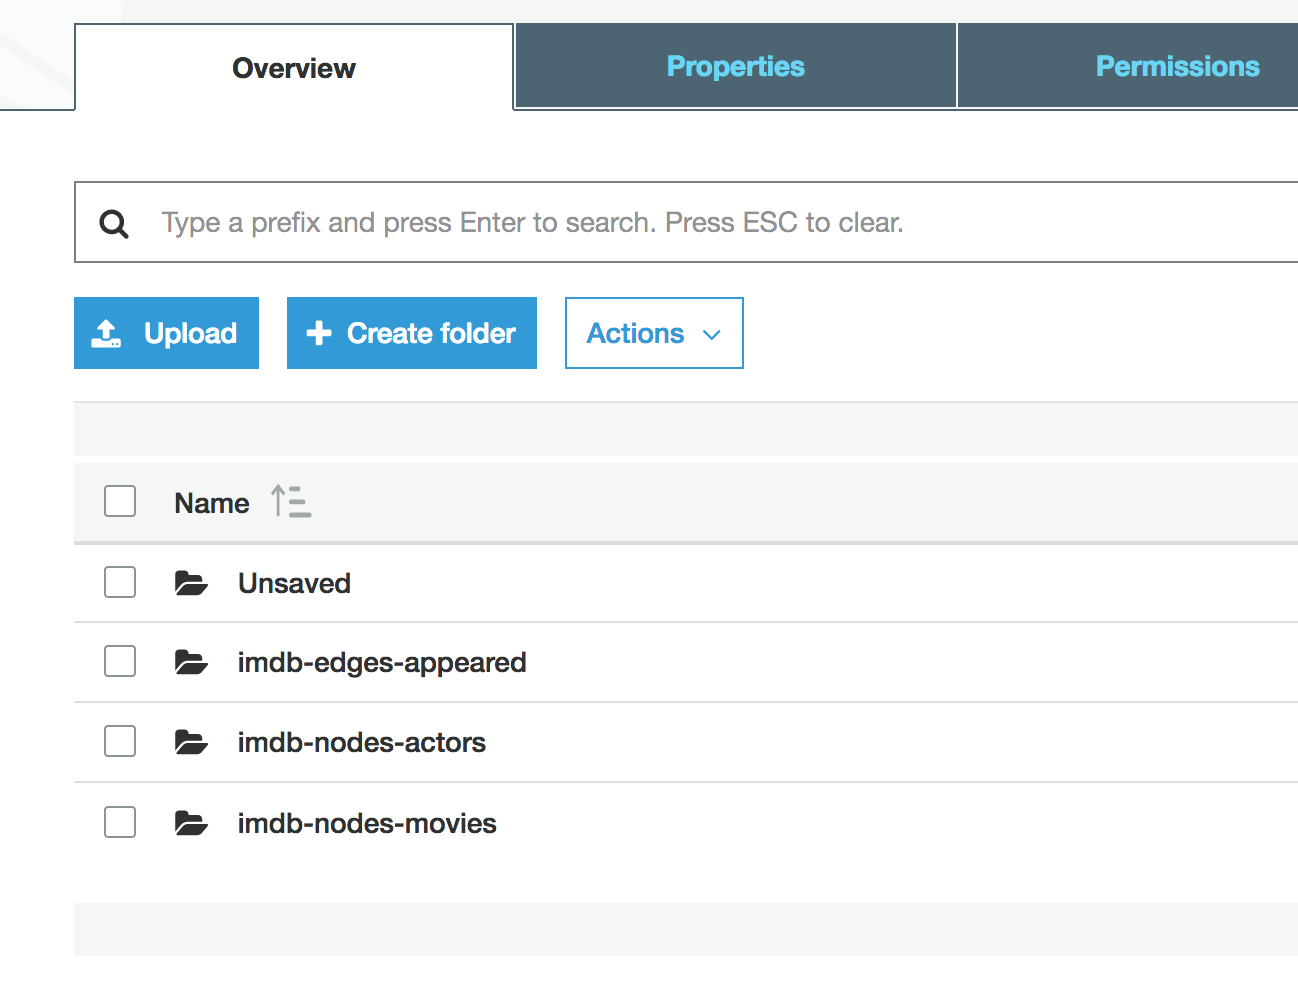 Overview Properties Permissions
Type a prefix and press Enter to search. Press ESC to clear.
Upload Create folder Actions
Name
Unsaved
imdb-edges-appeared
imdb-nodes-actors
imdb-nodes-movies